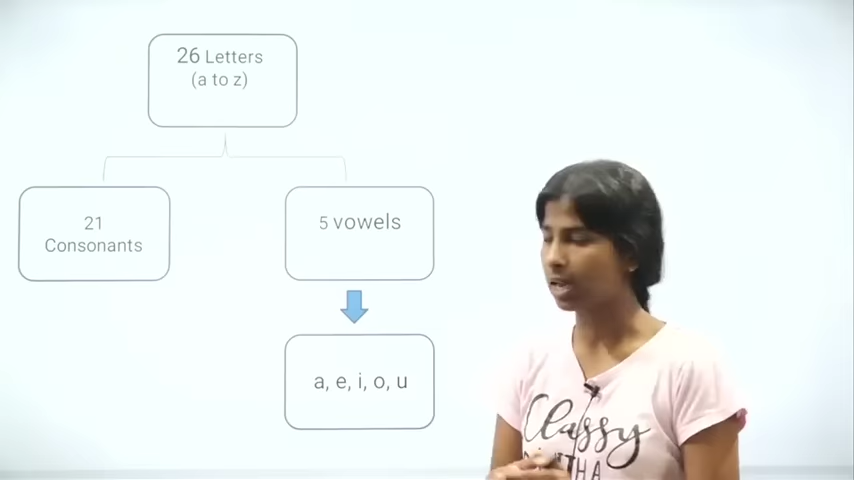 26 Letters
(a to z)
21
Consonants
5 vowels
a, e, i, o, u
Classy